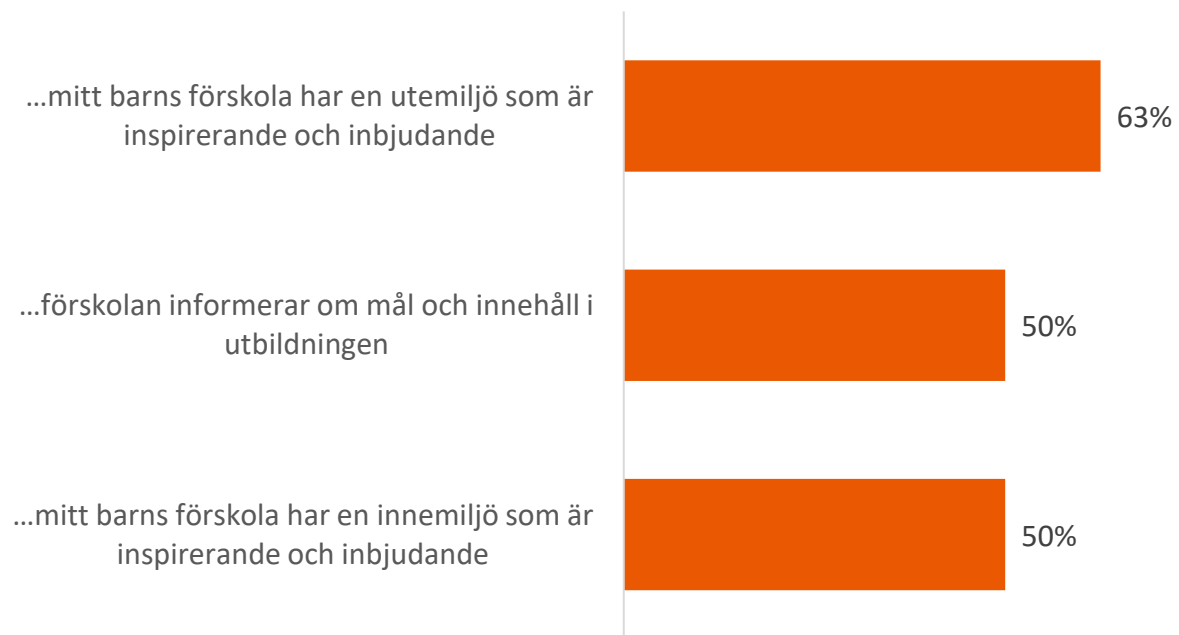 ...mitt barns förskola har en utemiljö som är
inspirerande och inbjudande
63%
...förskolan informerar om mål och innehåll i
utbildningen
50%
...mitt barns förskola har en innemiljö som är
inspirerande och inbjudande
50%